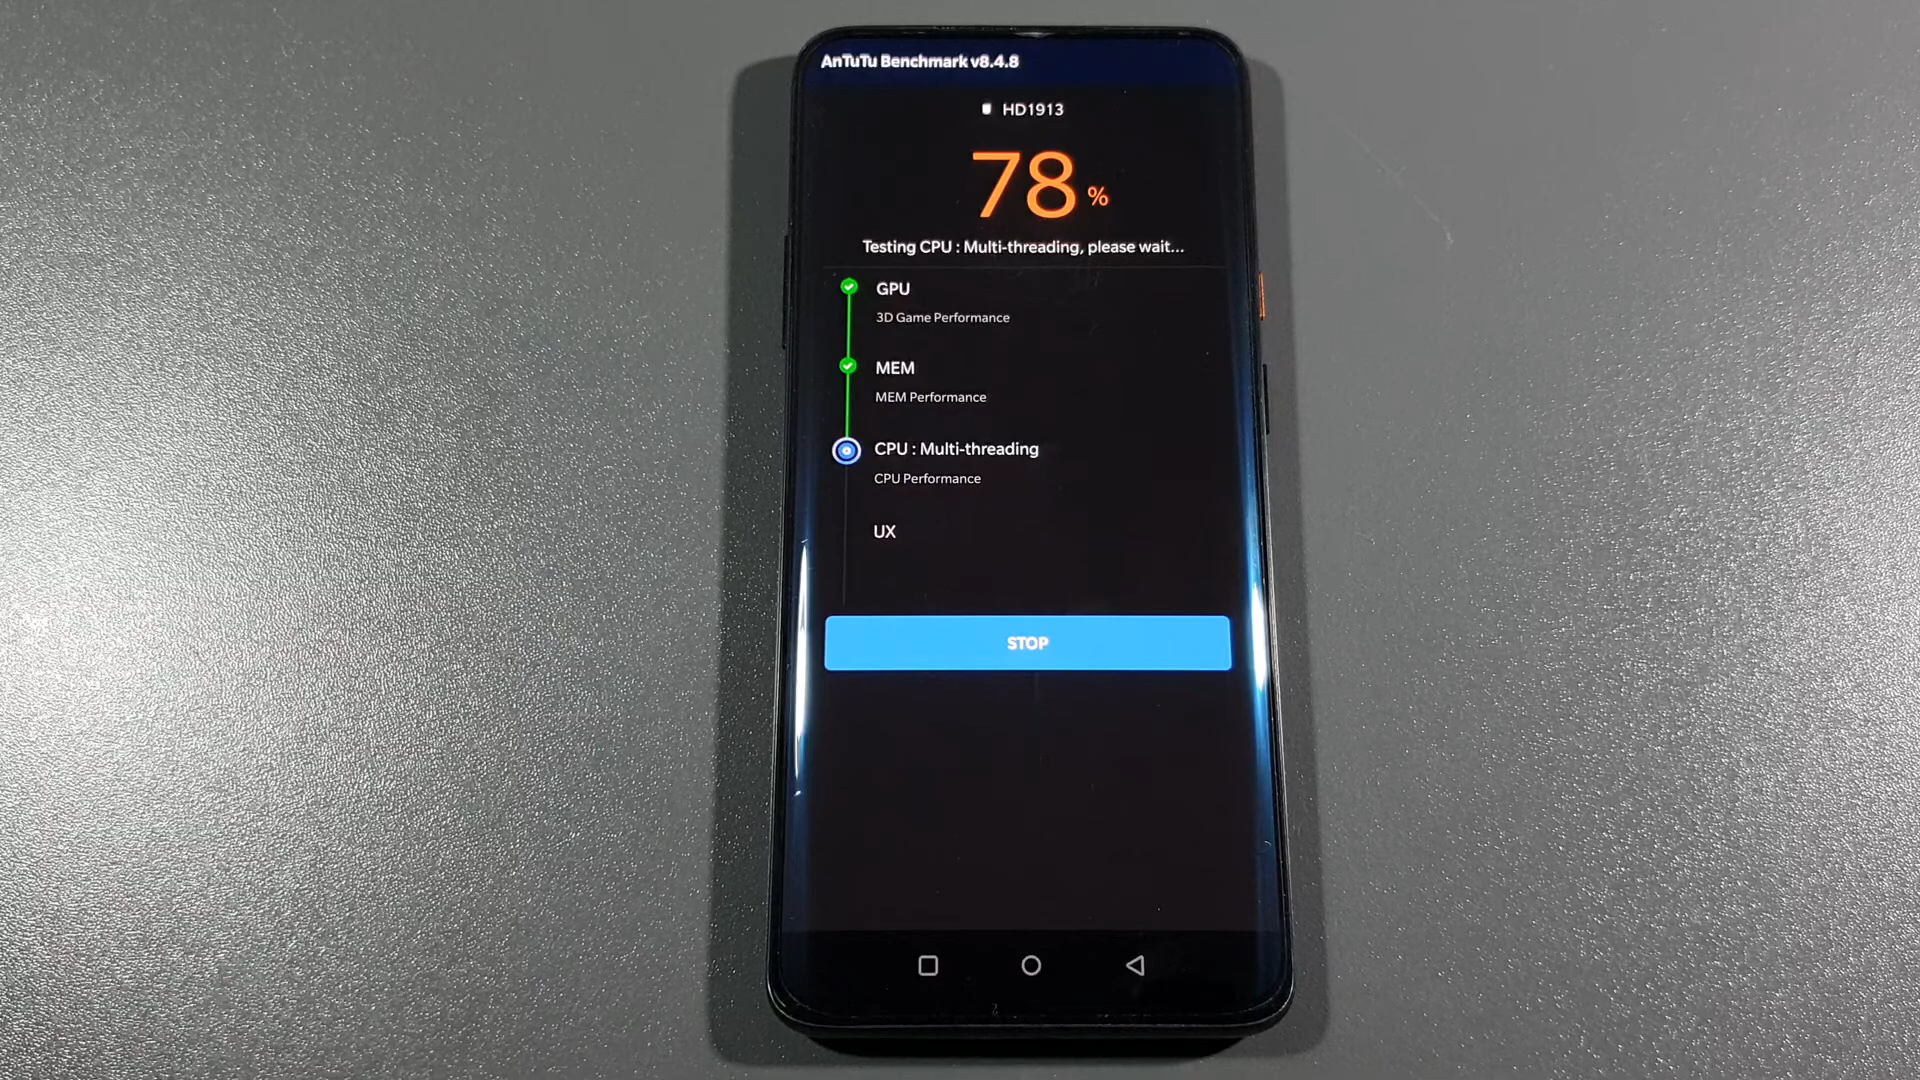 AnTuTu Benchmark v8.4.8
HD1913
78 %
Testing CPU : Multi-threading, please wait...
GPU
3D Game Performance
MEM
MEM Performance
CPU : Multi-threading
CPU Performance
UX
STOP